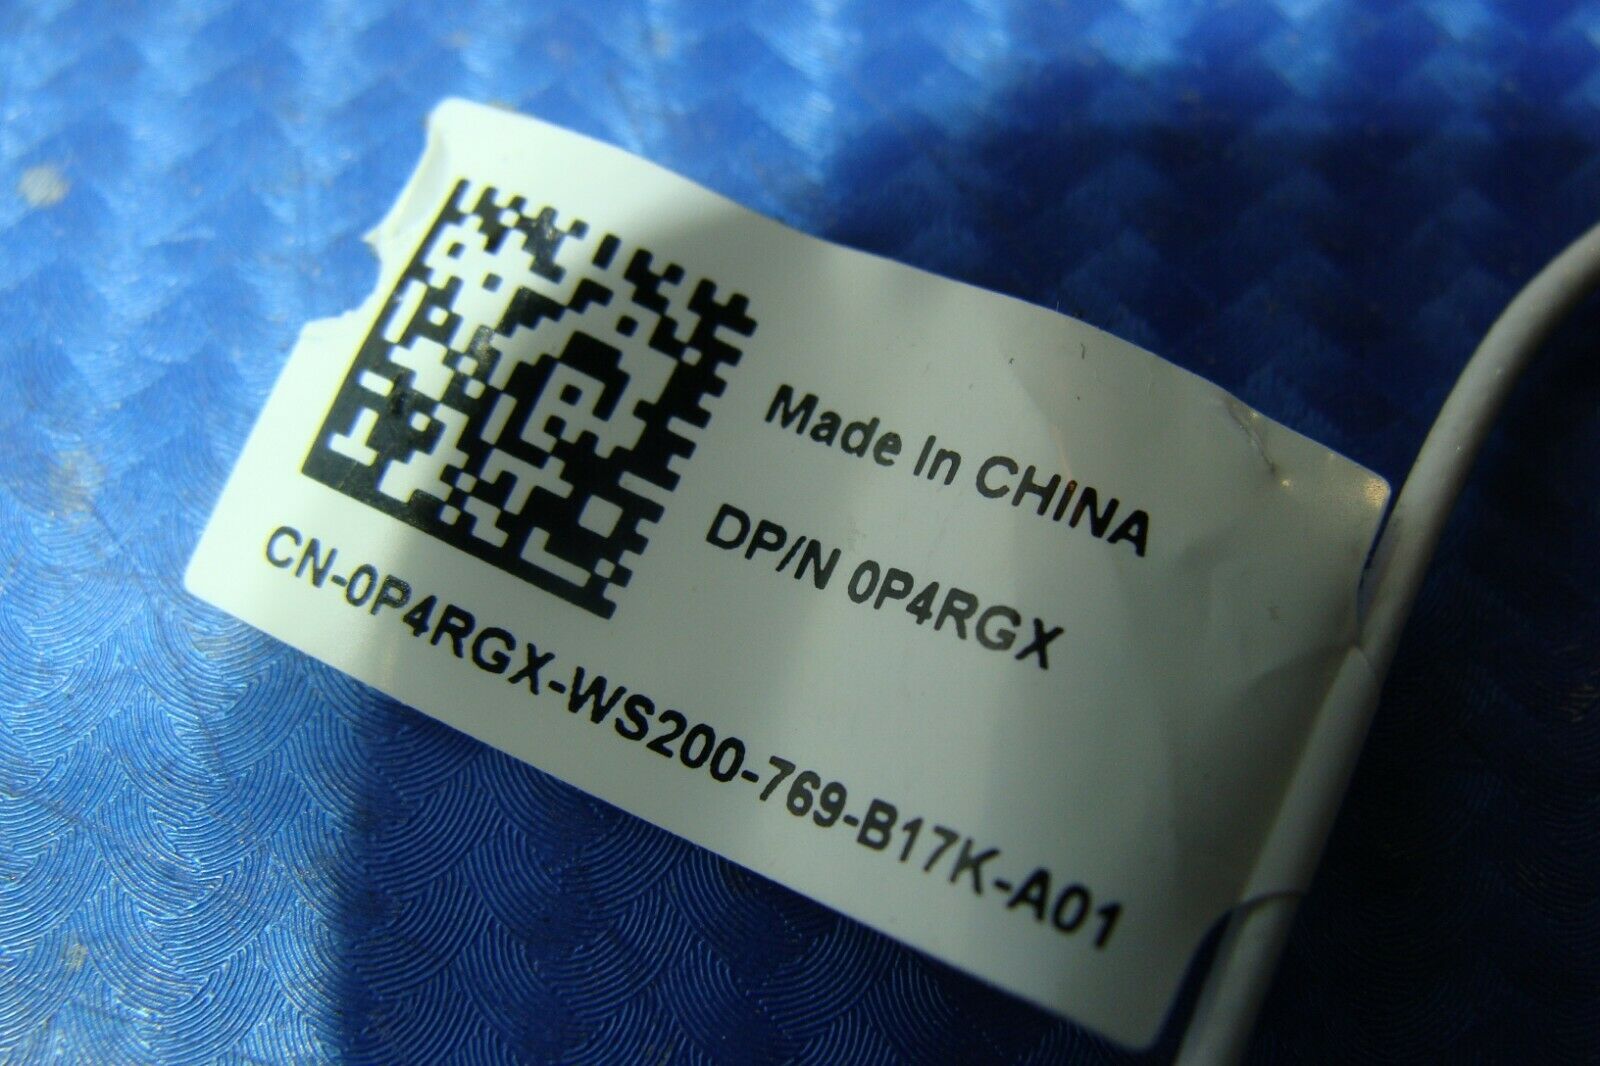 Made In CHINA
DP/N 0P4RGX
CN-0P4RGX-WS200-769-B17K-A01